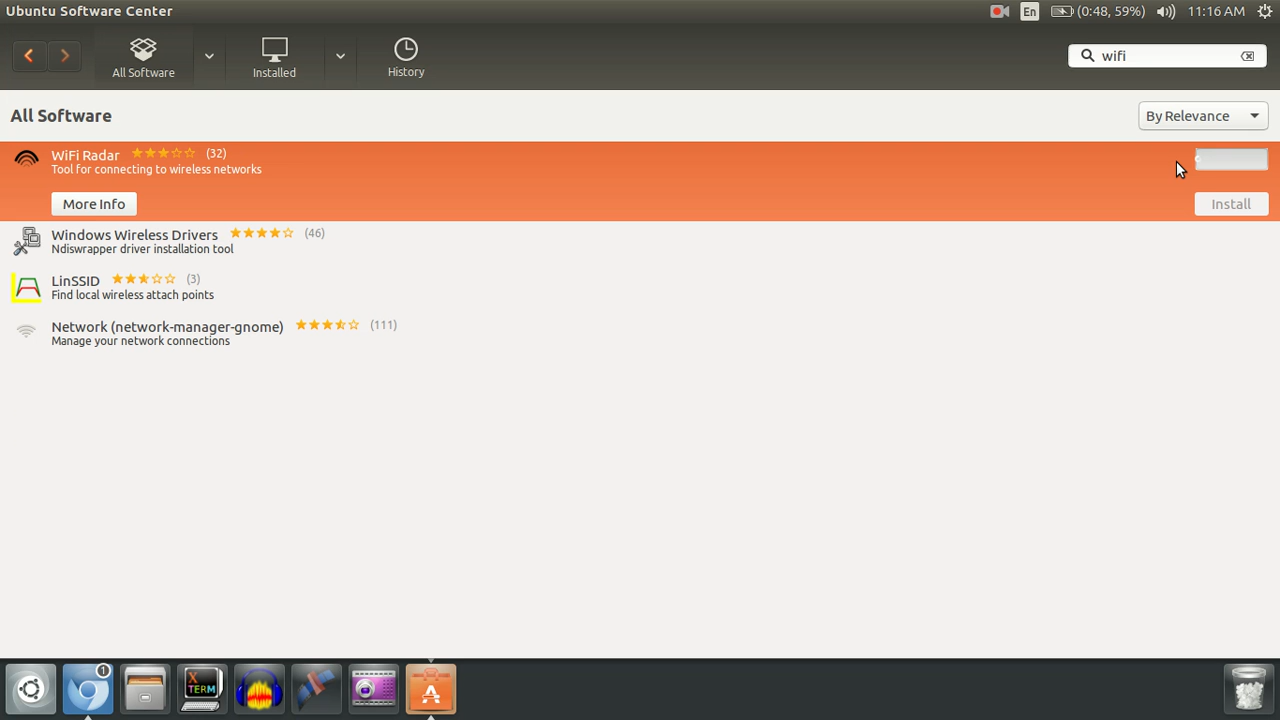 Ubuntu Software Center
En
(0:48, 59%)
11:16 AM
All Software
Installed
History
wifi
All Software
By Relevance
WiFi Radar (32)
Tool for connecting to wireless networks
More Info
Install
Windows Wireless Drivers (46)
Ndiswrapper driver installation tool
LinSSID (3)
Find local wireless attach points
Network (network-manager-gnome) (111)
Manage your network connections
1
X
TERM
A